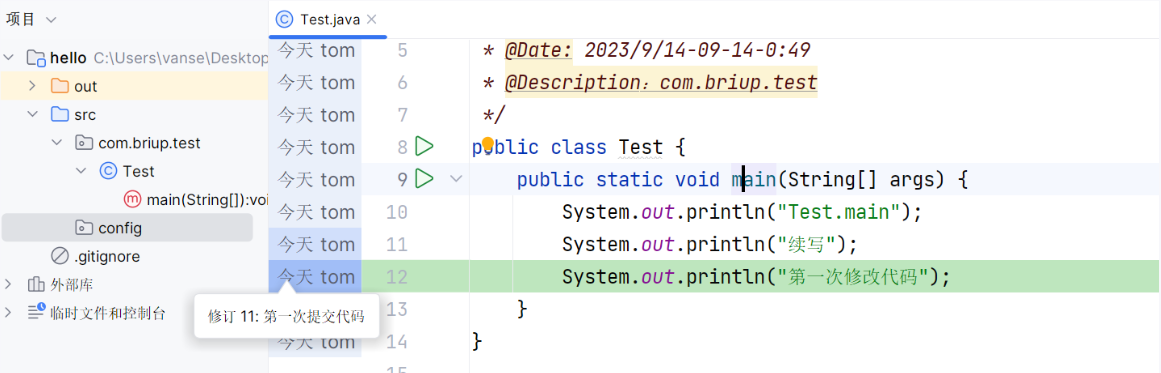 项目
Test.java
hello C:\Users\vanse\Desktop
out
src
com.briup.test
Test
main(String[]):voi
config
.gitignore
外部库
临时文件和控制台
今天 tom 5 * @Date: 2023/9/14-09-14-0:49
今天 tom 6 * @Description：com.briup.test
今天 tom 7 */
今天 tom 8 public class Test {
今天 tom 9 public static void main(String[] args) {
今天 tom 10 System.out.println("Test.main");
今天 tom 11 System.out.println("续写");
今天 tom 12 System.out.println("第一次修改代码");
修订 11: 第一次提交代码
13 }
今天 tom 14 }
15